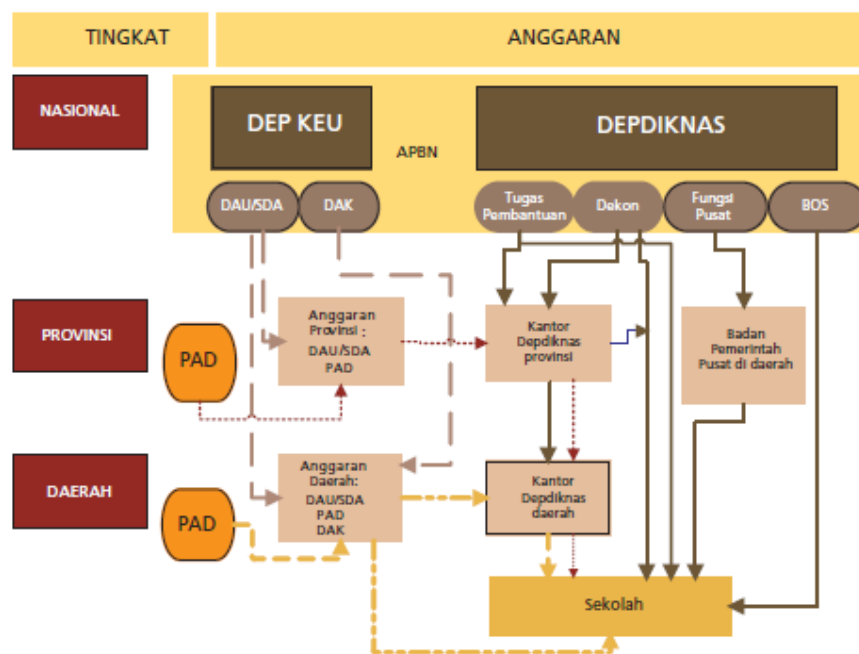 TINGKAT
ANGGARAN
NASIONAL
DEP KEU
APBN
DEPDIKNAS
DAU/SDA
DAK
Tugas
Pembantuan
Dekon
Fungsi
Pusat
BOS
PROVINSI
PAD
Anggaran
Provinsi :
DAU/SDA
PAD
Kantor
Depdiknas
provinsi
Badan
Pemerintah
Pusat di daerah
DAERAH
PAD
Anggaran
Daerah:
DAU/SDA
PAD
DAK
Kantor
Depdiknas
daerah
Sekolah